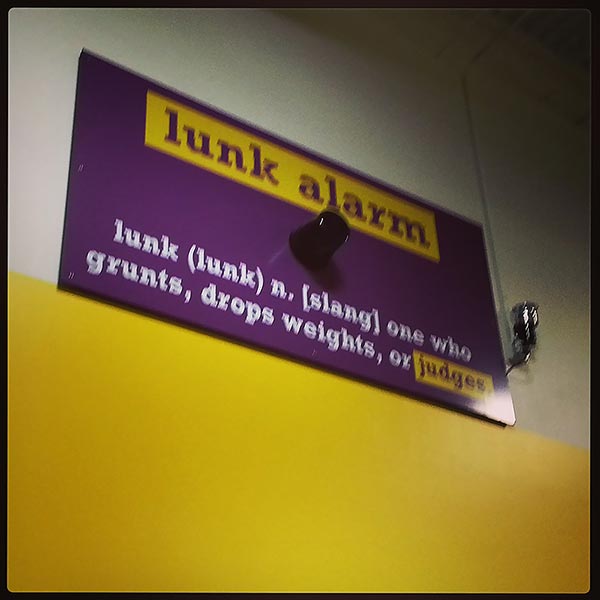 lunk alarm
lunk (lunk) n. [slang] one who
grunts, drops weights, or judges.